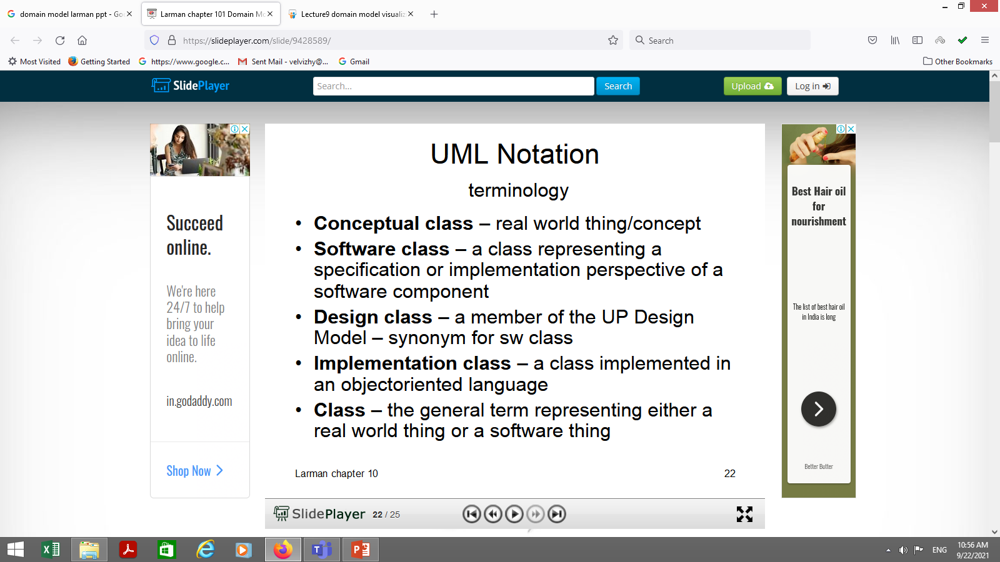 domain model larman ppt - Go
Larman chapter 101 Domain Mo
Lecture9 domain model visualiz
https://slideplayer.com/slide/9428589/
Search
Most Visited
Getting Started
https://www.google.c...
Sent Mail - velvizhy@...
Gmail
Other Bookmarks
SlidePlayer
Search...
Search
Upload
Log in
Succeed
online.
We're here
24/7 to help
bring your
idea to life
online.
in.godaddy.com
Shop Now
UML Notation
terminology
• Conceptual class – real world thing/concept
• Software class – a class representing a
specification or implementation perspective of a
software component
• Design class – a member of the UP Design
Model – synonym for sw class
• Implementation class – a class implemented in
an objectoriented language
• Class – the general term representing either a
real world thing or a software thing
Larman chapter 10
22
SlidePlayer
22 / 25
Best Hair oil
for
nourishment
The list of best hair oil
in India is long
Better Butter
ENG
10:56 AM
9/22/2021